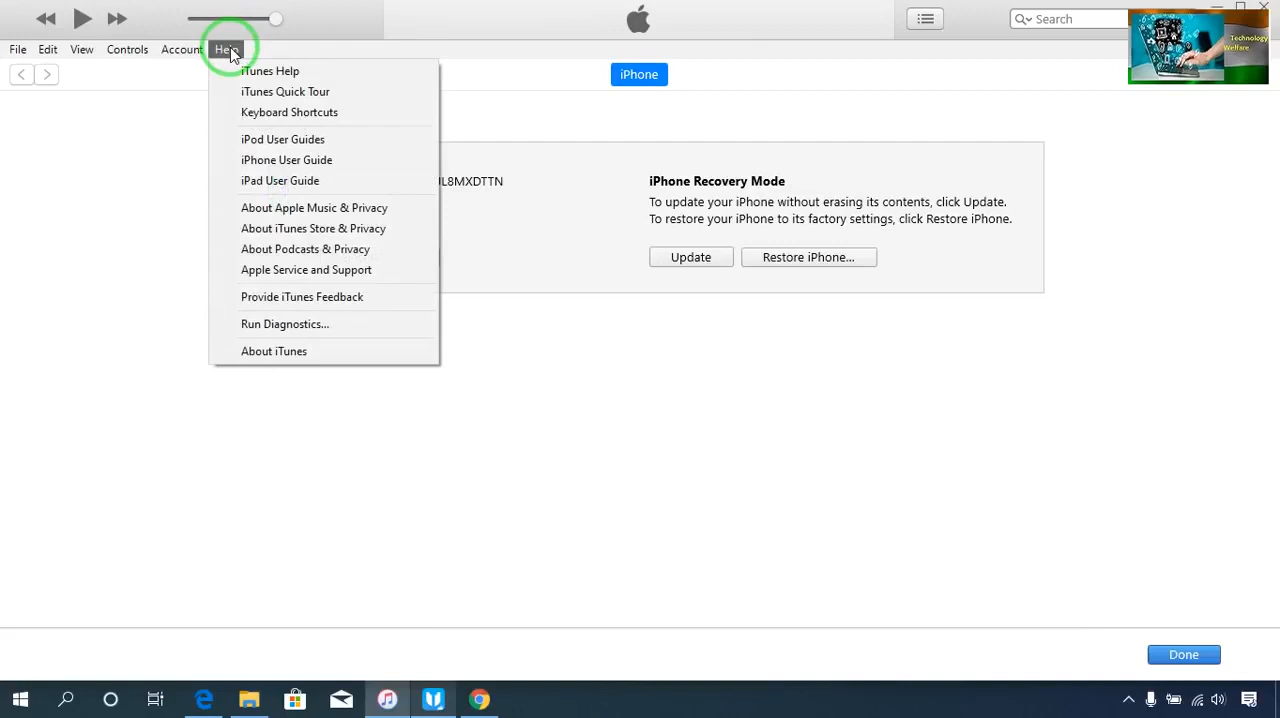 Search
Technology
Welfare
File Edit View Controls Account Help
iPhone
iTunes Help
iTunes Quick Tour
Keyboard Shortcuts
iPod User Guides
iPhone User Guide
iPad User Guide
About Apple Music & Privacy
About iTunes Store & Privacy
About Podcasts & Privacy
Apple Service and Support
Provide iTunes Feedback
Run Diagnostics...
About iTunes
JL8MXDTTN
iPhone Recovery Mode
To update your iPhone without erasing its contents, click Update.
To restore your iPhone to its factory settings, click Restore iPhone.
Update Restore iPhone...
Done